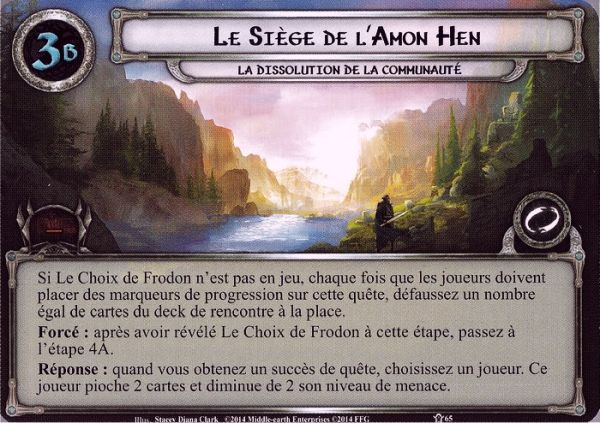 3B
Le Siège de l'Amon Hen
La Dissolution de la Communauté
Si Le Choix de Frodon n'est pas en jeu, chaque fois que les joueurs doivent
placer des marqueurs de progression sur cette quête, défaussez un nombre
égal de cartes du deck de rencontre à la place.
Forcé : après avoir révélé Le Choix de Frodon à cette étape, passez à
l'étape 4A.
Réponse : quand vous obtenez un succès de quête, choisissez un joueur. Ce
joueur pioche 2 cartes et diminue de 2 son niveau de menace.
Illus. Stacey Diana Clark ©2014 Middle-earth Enterprises ©2014 FFG
65